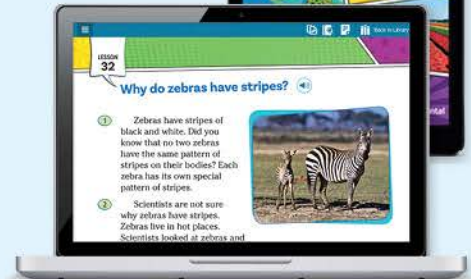 Back to Library
LESSON
32
Why do zebras have stripes?
1
Zebras have stripes of
black and white. Did you
know that no two zebras
have the same pattern of
stripes on their bodies? Each
zebra has its own special
pattern of stripes.
2
Scientists are not sure
why zebras have stripes.
Zebras live in hot places.
Scientists looked at zebras and
ntal